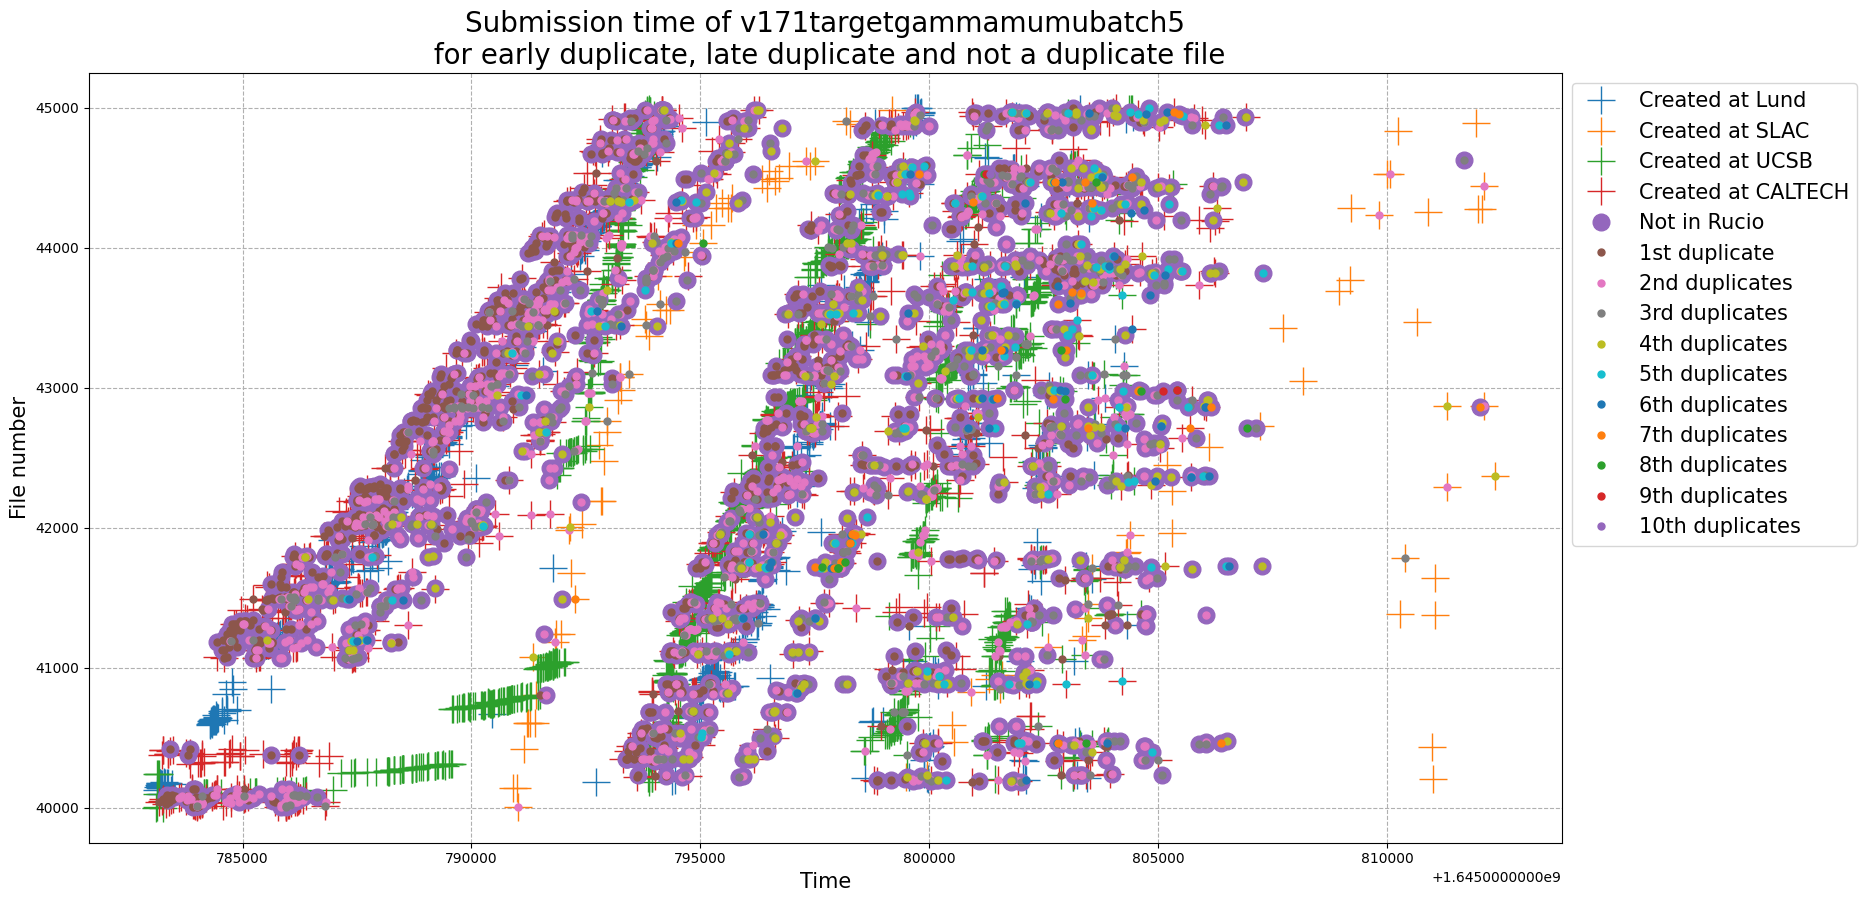 Submission time of v171targetgammamumubatch5
for early duplicate, late duplicate and not a duplicate file
File number
45000
44000
43000
42000
41000
40000
785000
790000
795000
800000
805000
810000
+1.6450000000e9
Time
Created at Lund
Created at SLAC
Created at UCSB
Created at CALTECH
Not in Rucio
1st duplicate
2nd duplicates
3rd duplicates
4th duplicates
5th duplicates
6th duplicates
7th duplicates
8th duplicates
9th duplicates
10th duplicates